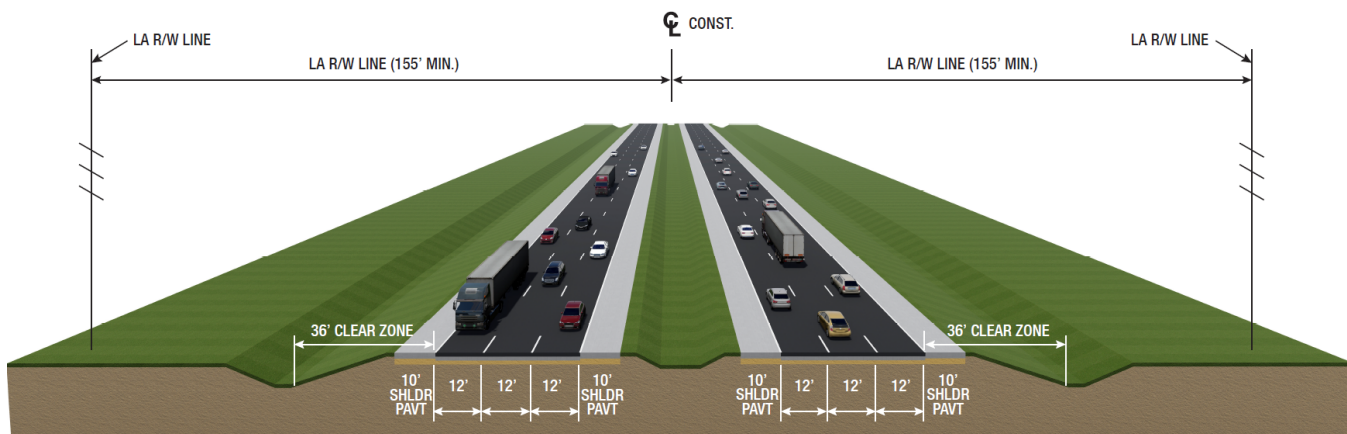 ℄ CONST.
LA R/W LINE
LA R/W LINE
LA R/W LINE (155' MIN.)
LA R/W LINE (155' MIN.)
36' CLEAR ZONE
36' CLEAR ZONE
10' SHLDR PAVT
12'
12'
12'
10' SHLDR PAVT
10' SHLDR PAVT
12'
12'
12'
10' SHLDR PAVT